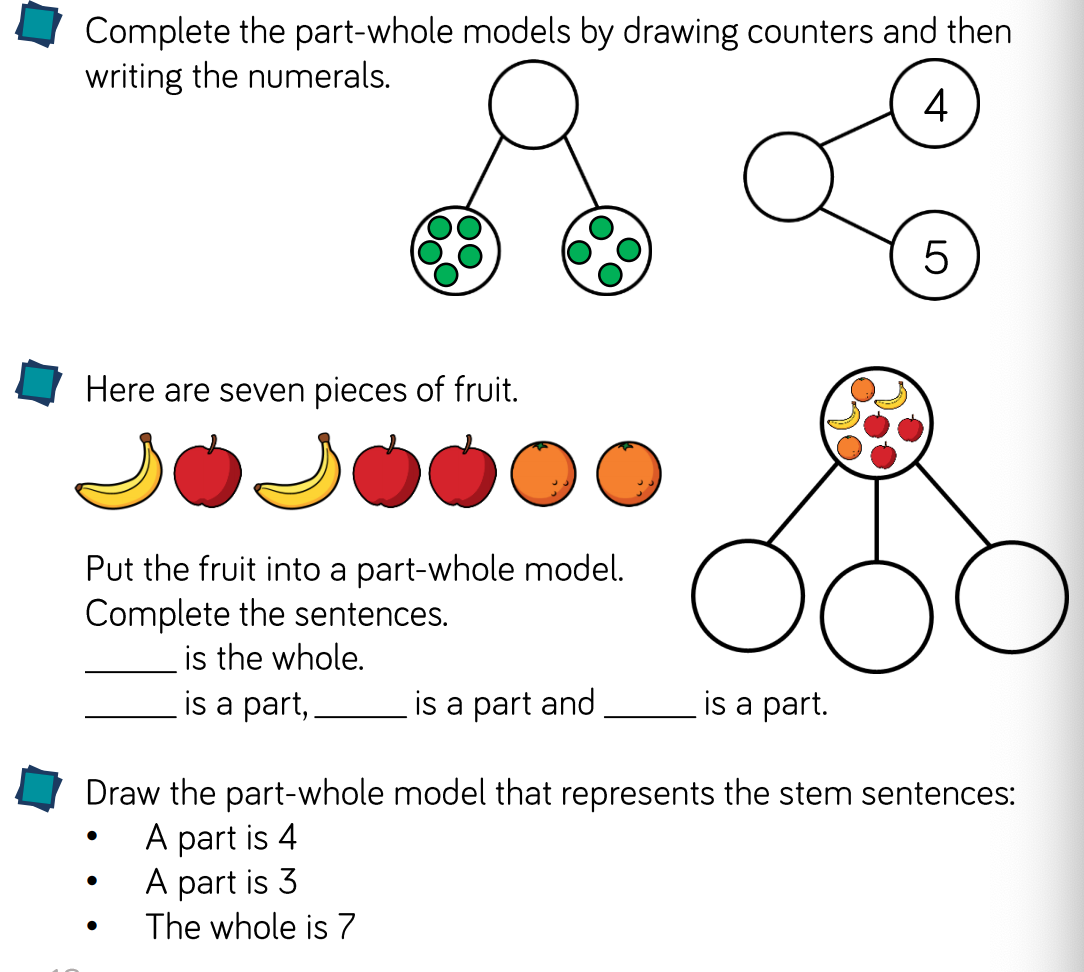 Complete the part-whole models by drawing counters and then
writing the numerals.
4
5
Here are seven pieces of fruit.
Put the fruit into a part-whole model.
Complete the sentences.
______ is the whole.
______ is a part, ______ is a part and ______ is a part.
Draw the part-whole model that represents the stem sentences:
• A part is 4
• A part is 3
• The whole is 7